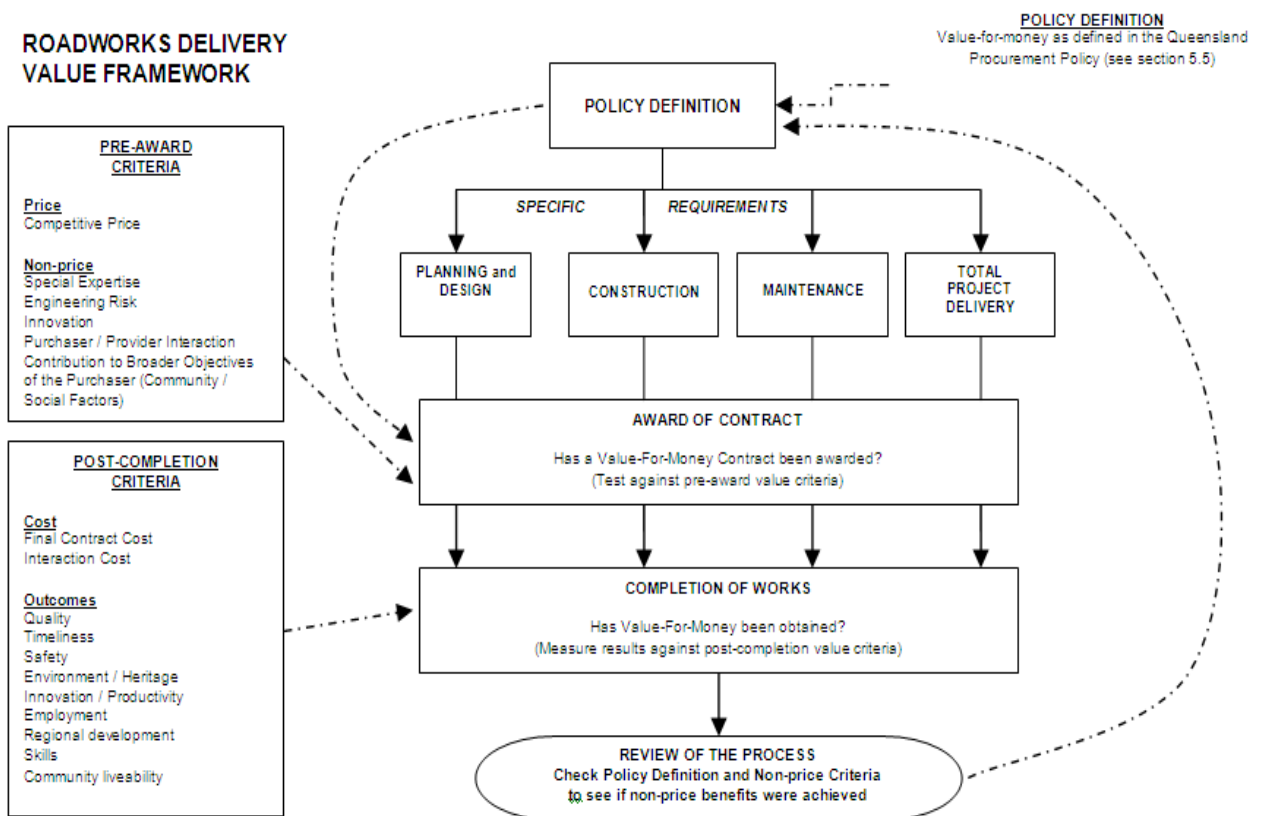 ROADWORKS DELIVERY
VALUE FRAMEWORK
POLICY DEFINITION
Value-for-money as defined in the Queensland
Procurement Policy (see section 5.5)
POLICY DEFINITION
PRE-AWARD
CRITERIA
Price
Competitive Price
Non-price
Special Expertise
Engineering Risk
Innovation
Purchaser / Provider Interaction
Contribution to Broader Objectives
of the Purchaser (Community /
Social Factors)
SPECIFIC REQUIREMENTS
PLANNING and
DESIGN
CONSTRUCTION
MAINTENANCE
TOTAL
PROJECT
DELIVERY
AWARD OF CONTRACT
Has a Value-For-Money Contract been awarded?
(Test against pre-award value criteria)
POST-COMPLETION
CRITERIA
Cost
Final Contract Cost
Interaction Cost
Outcomes
Quality
Timeliness
Safety
Environment / Heritage
Innovation / Productivity
Employment
Regional development
Skills
Community liveability
COMPLETION OF WORKS
Has Value-For-Money been obtained?
(Measure results against post-completion value criteria)
REVIEW OF THE PROCESS
Check Policy Definition and Non-price Criteria
to see if non-price benefits were achieved